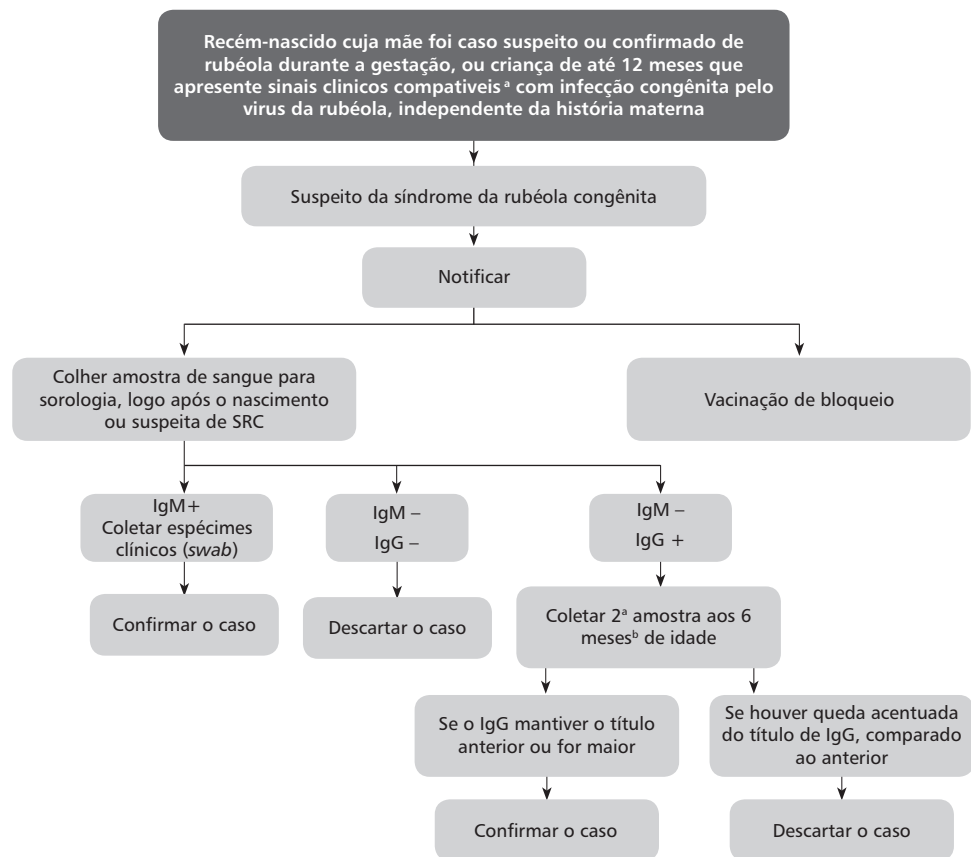 Recém-nascido cuja mãe foi caso suspeito ou confirmado de
rubéola durante a gestação, ou criança de até 12 meses que
apresente sinais clinicos compativeis ª com infecção congênita pelo
virus da rubéola, independente da história materna
Suspeito da síndrome da rubéola congênita
Notificar
Colher amostra de sangue para
sorologia, logo após o nascimento
ou suspeita de SRC
Vacinação de bloqueio
IgM+
Coletar espécimes
clínicos (swab)
IgM –
IgG –
IgM –
IgG +
Confirmar o caso
Descartar o caso
Coletar 2ª amostra aos 6
mesesᵇ de idade
Se o IgG mantiver o título
anterior ou for maior
Se houver queda acentuada
do título de IgG, comparado
ao anterior
Confirmar o caso
Descartar o caso